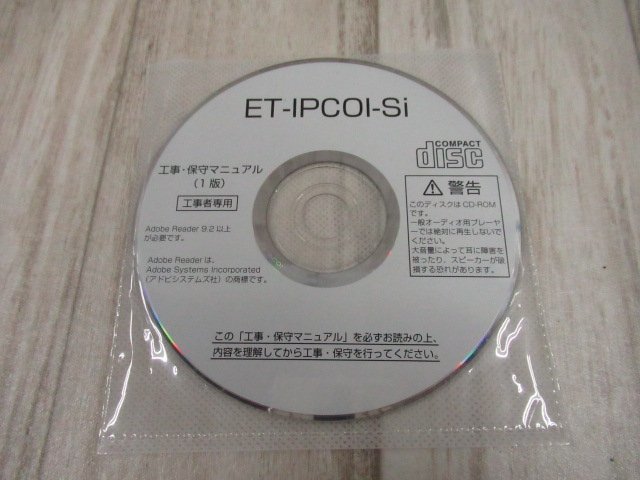 ET-IPCOI-Si
COMPACT
disc
工事・保守マニュアル
（1版）
工事者専用
Adobe Reader 9.2以上
が必要です。
Adobe Readerは、
Adobe Systems Incorporated
（アドビシステムズ社）の商標です。
警告
このディスクはCD-ROM
です。
一般オーディオ用プレーヤ
ーでは絶対に再生しないで
ください。
大音量によって耳に障害を
被ったり、スピーカーが破
損する恐れがあります。
この「工事・保守マニュアル」を必ずお読みの上、
内容を理解してから工事・保守を行ってください。